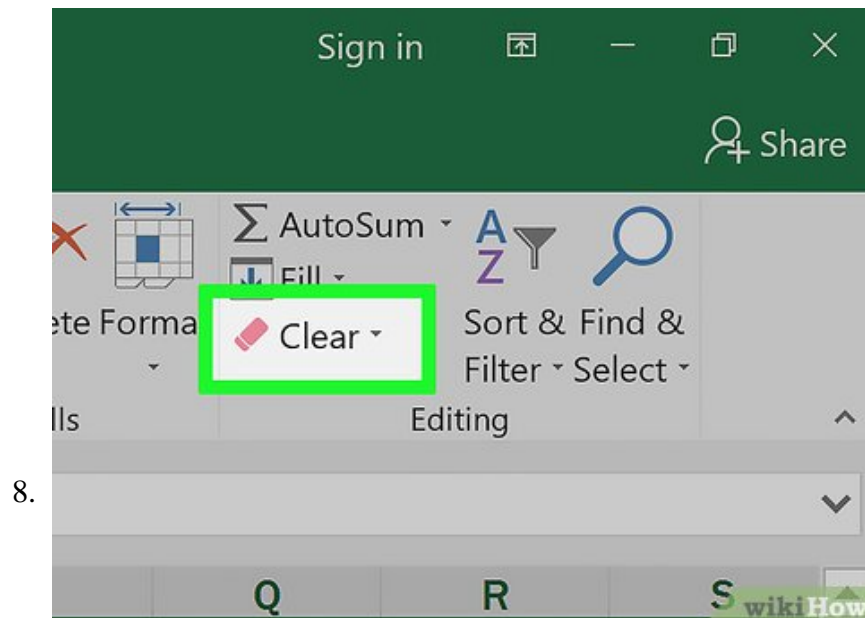 Sign in
Share
AutoSum
Fill
ete Forma
Clear
Sort & Find &
Filter Select
lls
Editing
8.
Q R S
wikiHow